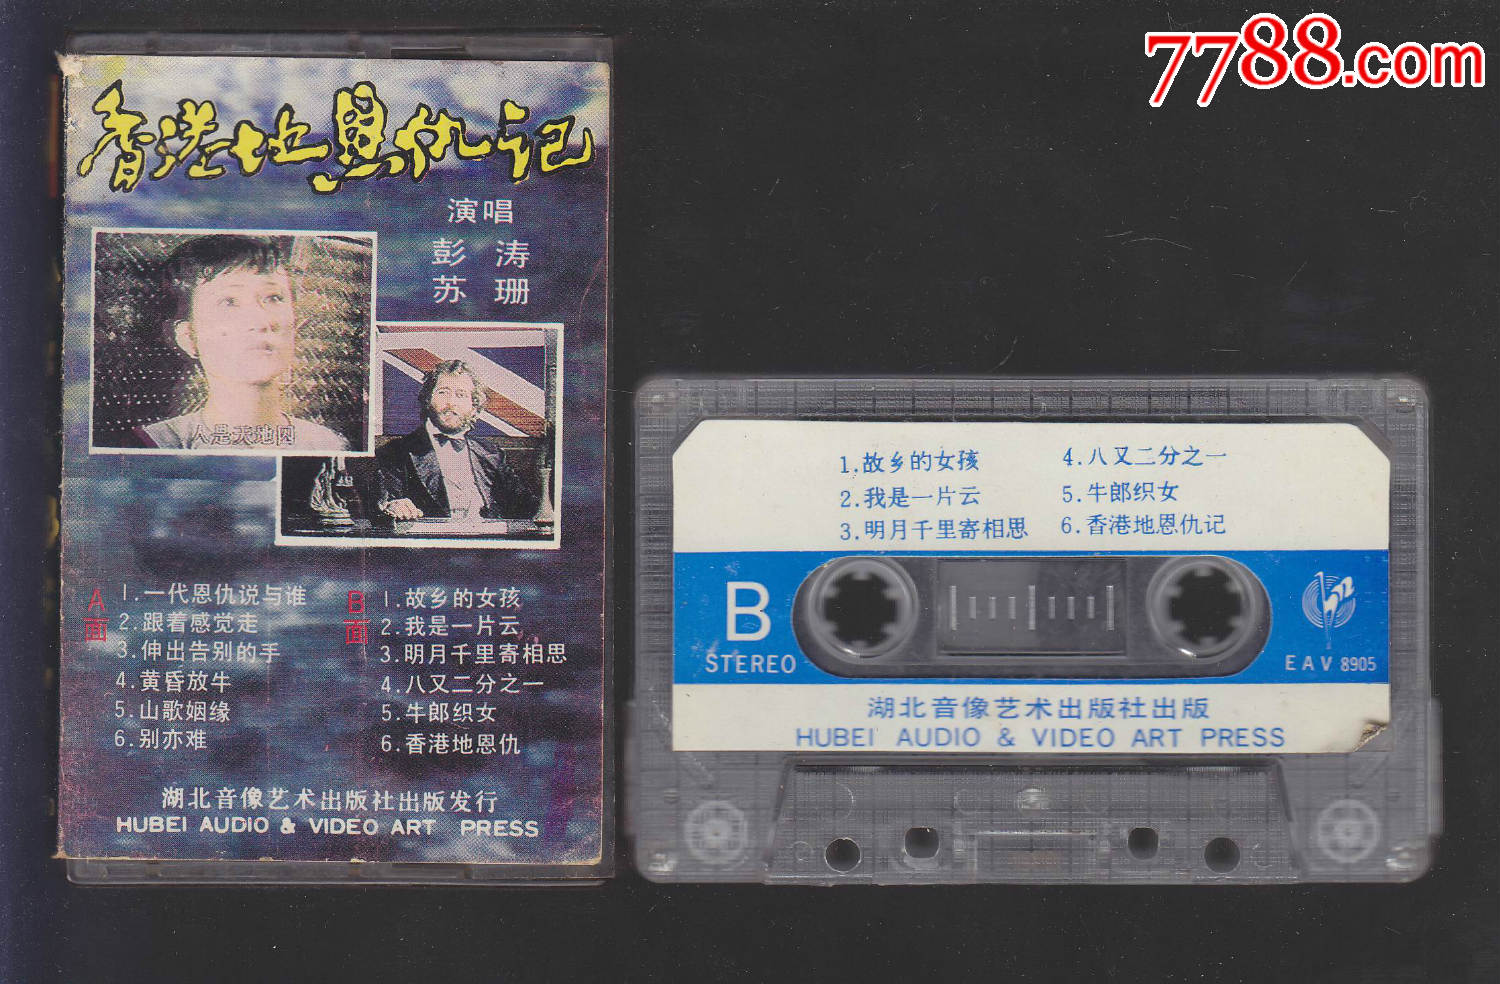 7788.com
香港地恩仇记
演唱
彭涛
苏珊
人是天地囚
A面
1.一代恩仇说与谁
2.跟着感觉走
3.伸出告别的手
4.黄昏放牛
5.山歌姻缘
6.别亦难
B面
1.故乡的女孩
2.我是一片云
3.明月千里寄相思
4.八又二分之一
5.牛郎织女
6.香港地恩仇
湖北音像艺术出版社出版发行
HUBEI AUDIO & VIDEO ART PRESS
1.故乡的女孩
2.我是一片云
3.明月千里寄相思
4.八又二分之一
5.牛郎织女
6.香港地恩仇记
B
STEREO
EAV 8905
湖北音像艺术出版社出版
HUBEI AUDIO & VIDEO ART PRESS